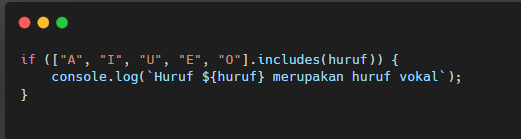 if (["A", "I", "U", "E", "O"].includes(huruf)) {
    console.log(`Huruf ${huruf} merupakan huruf vokal`);
}